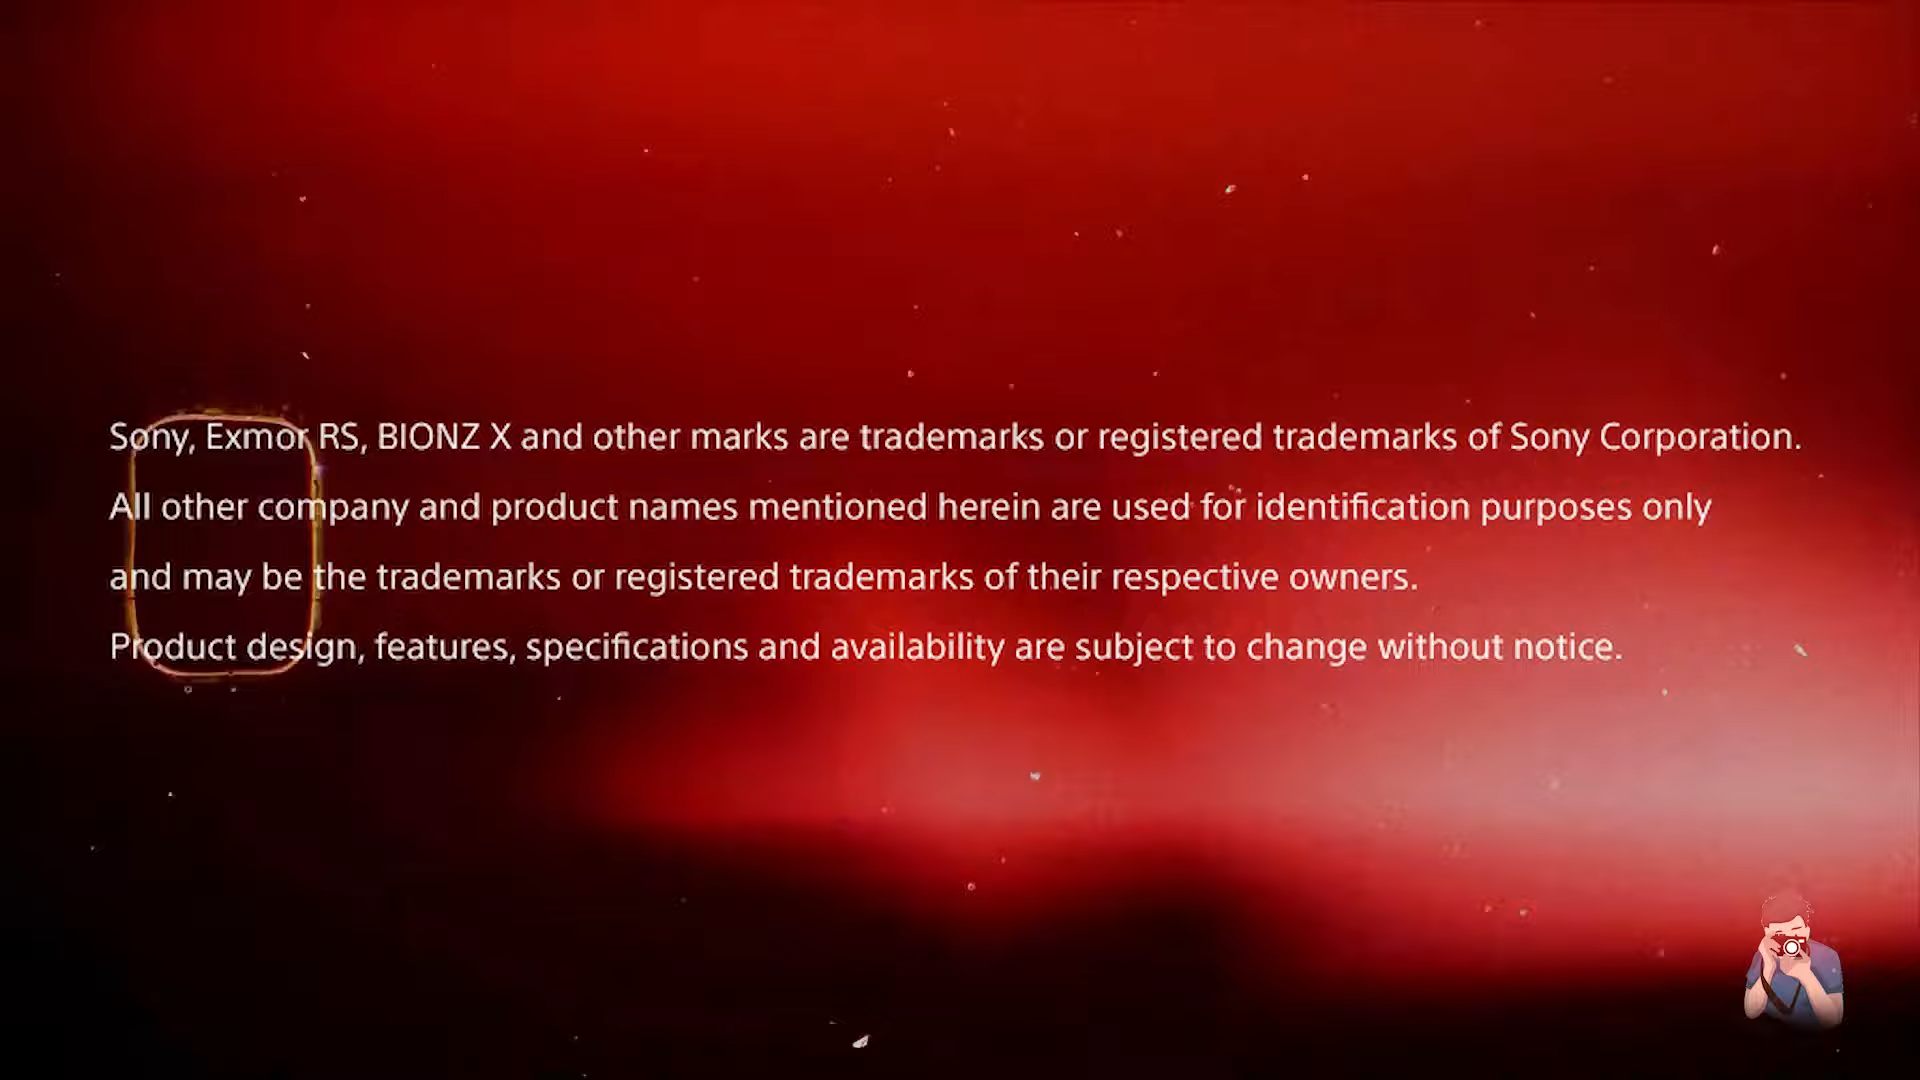 Sony, Exmor RS, BIONZ X and other marks are trademarks or registered trademarks of Sony Corporation.
All other company and product names mentioned herein are used for identification purposes only
and may be the trademarks or registered trademarks of their respective owners.
Product design, features, specifications and availability are subject to change without notice.